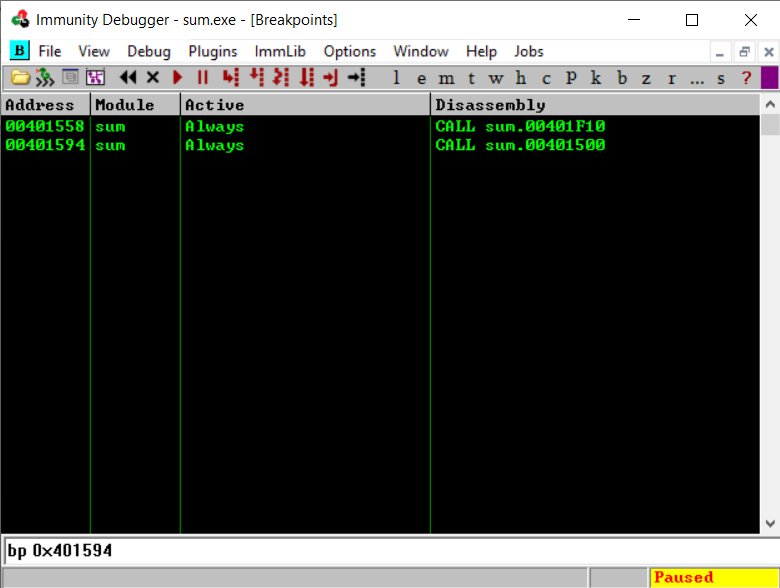 Immunity Debugger - sum.exe - [Breakpoints]
B File View Debug Plugins ImmLib Options Window Help Jobs
l e m t w h c P k b z r ... s ?
Address Module Active Disassembly
00401558 sum Always CALL sum.00401F10
00401594 sum Always CALL sum.00401500
bp 0x401594
Paused